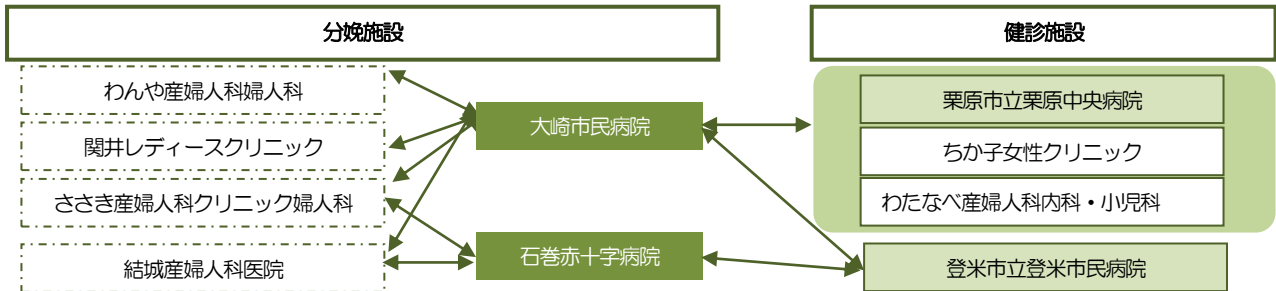 分娩施設
健診施設
わんや産婦人科婦人科
関井レディースクリニック
ささき産婦人科クリニック婦人科
結城産婦人科医院
大崎市民病院
石巻赤十字病院
栗原市立栗原中央病院
ちか子女性クリニック
わたなべ産婦人科内科・小児科
登米市立登米市民病院